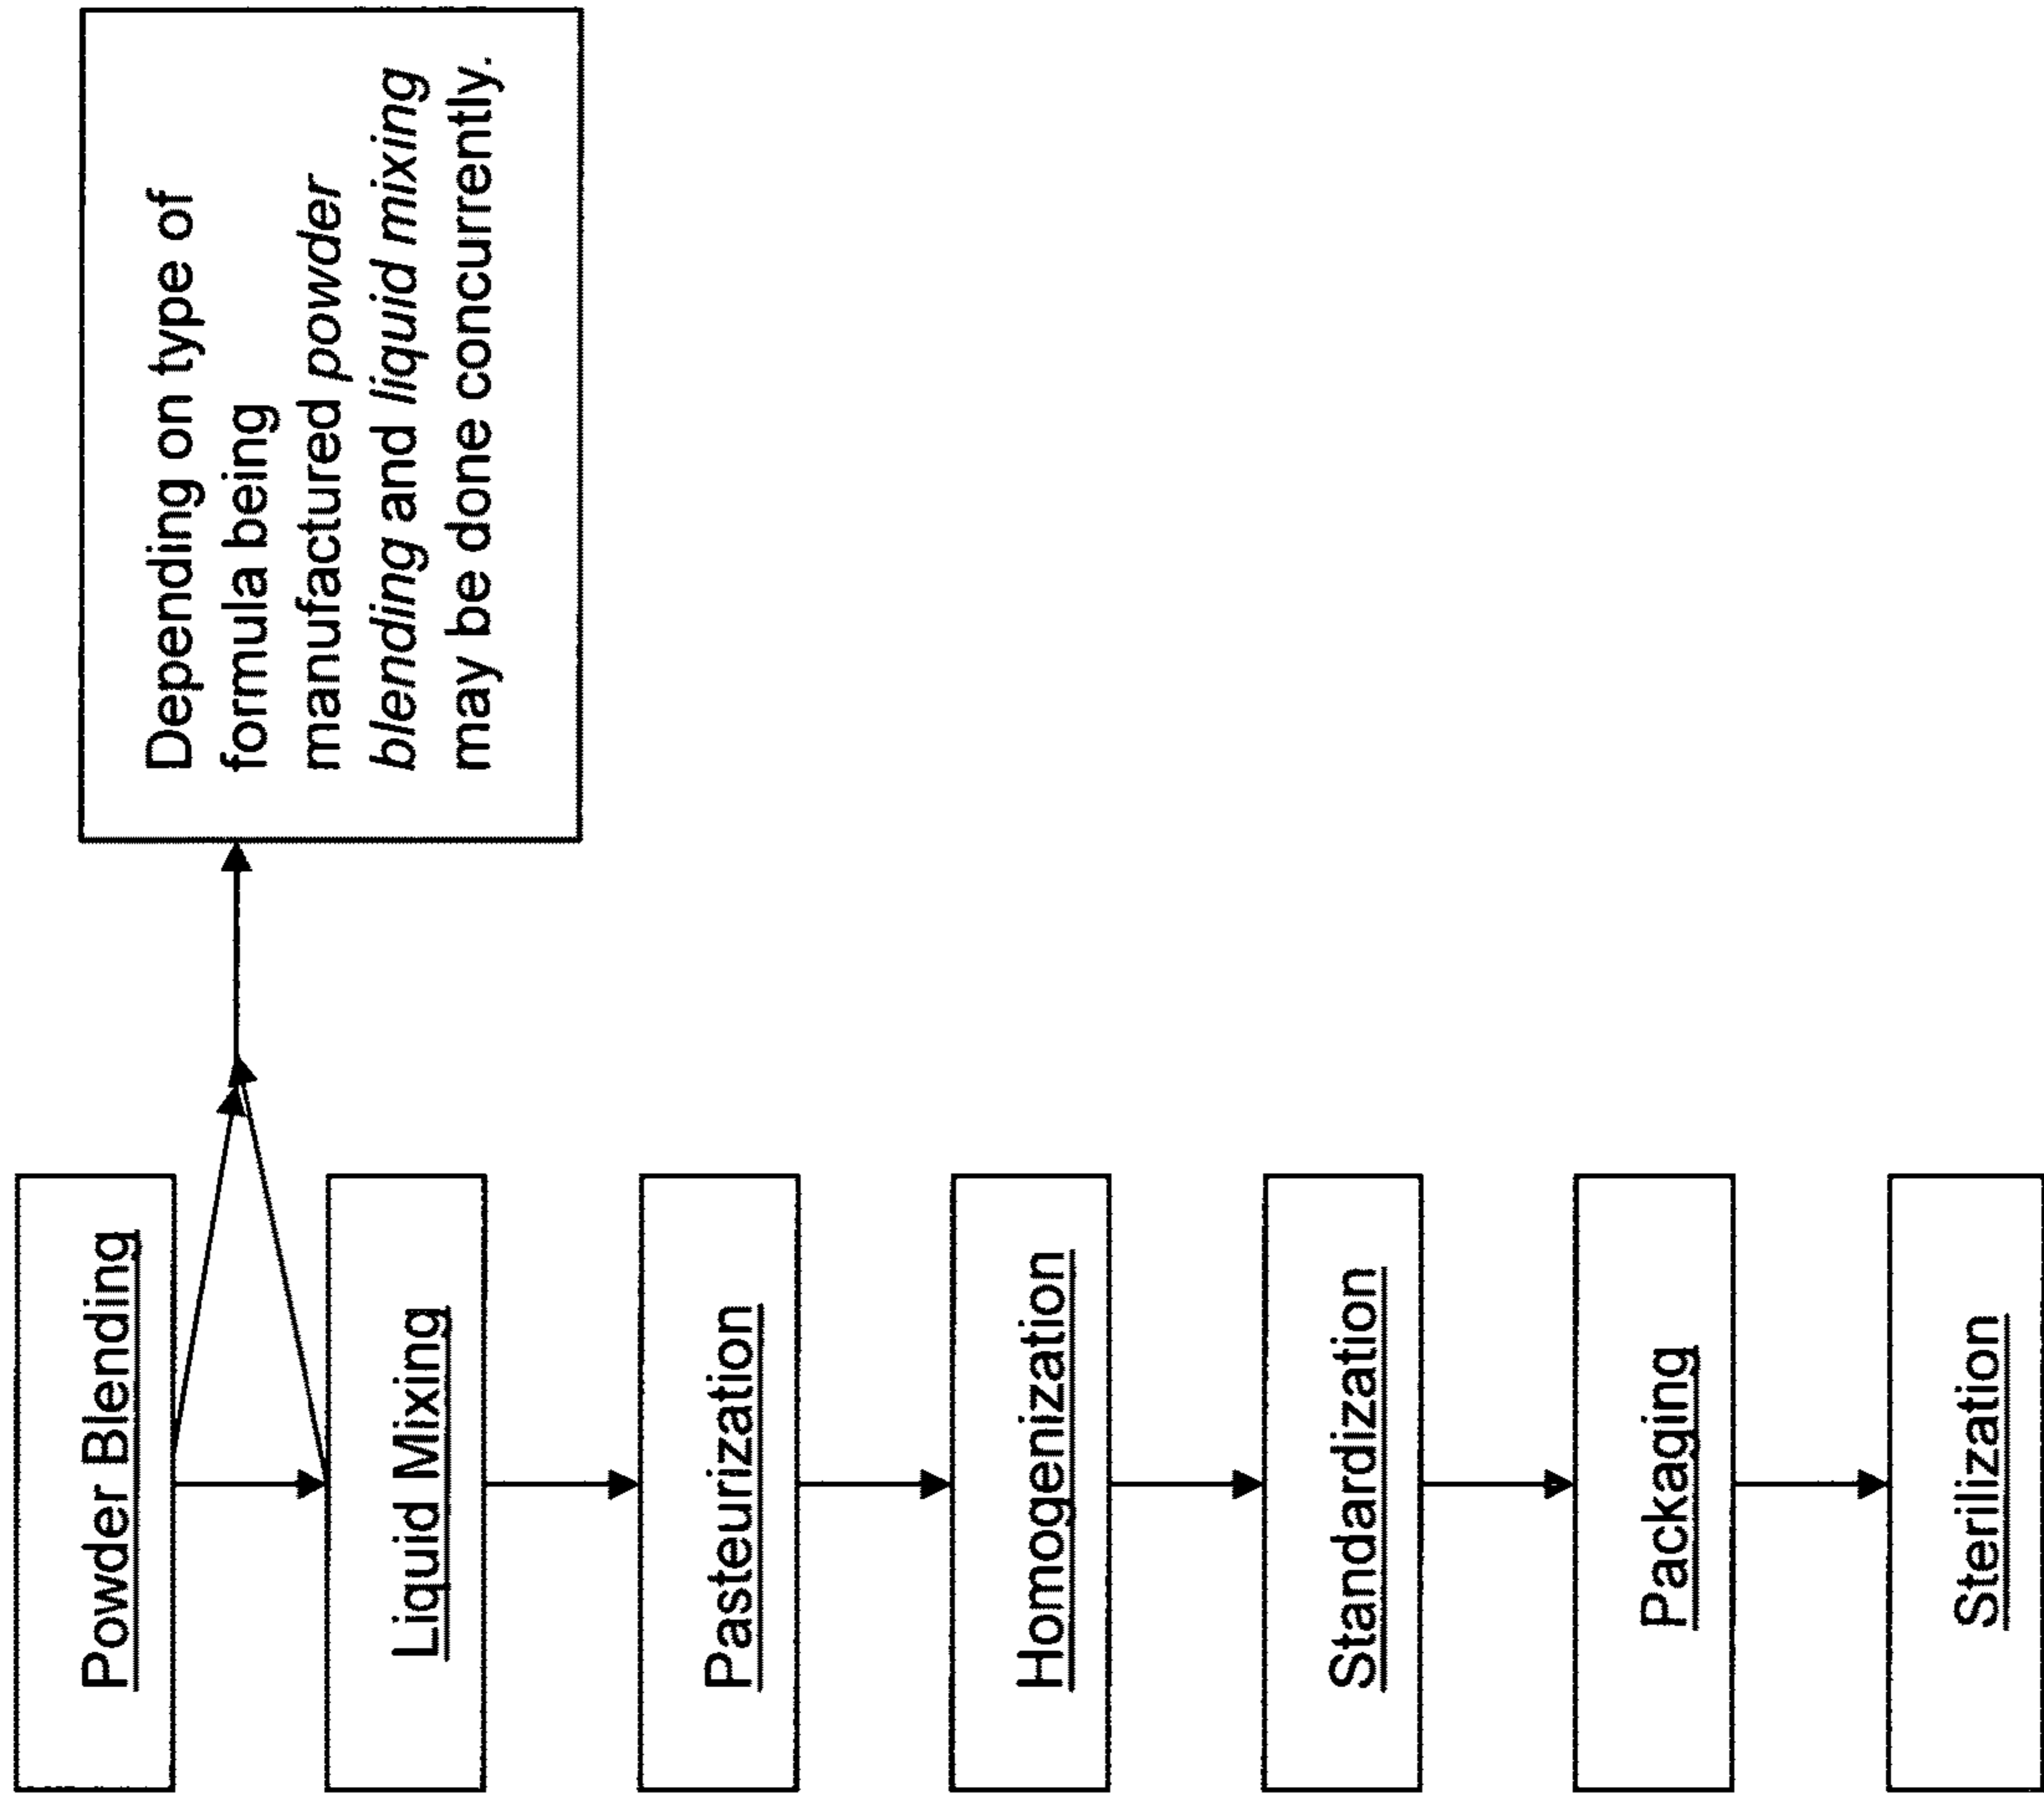 Powder Blending
Liquid Mixing
Pasteurization
Homogenization
Standardization
Packaging
Sterilization
Depending on type of
formula being
manufactured powder
blending and liquid mixing
may be done concurrently.